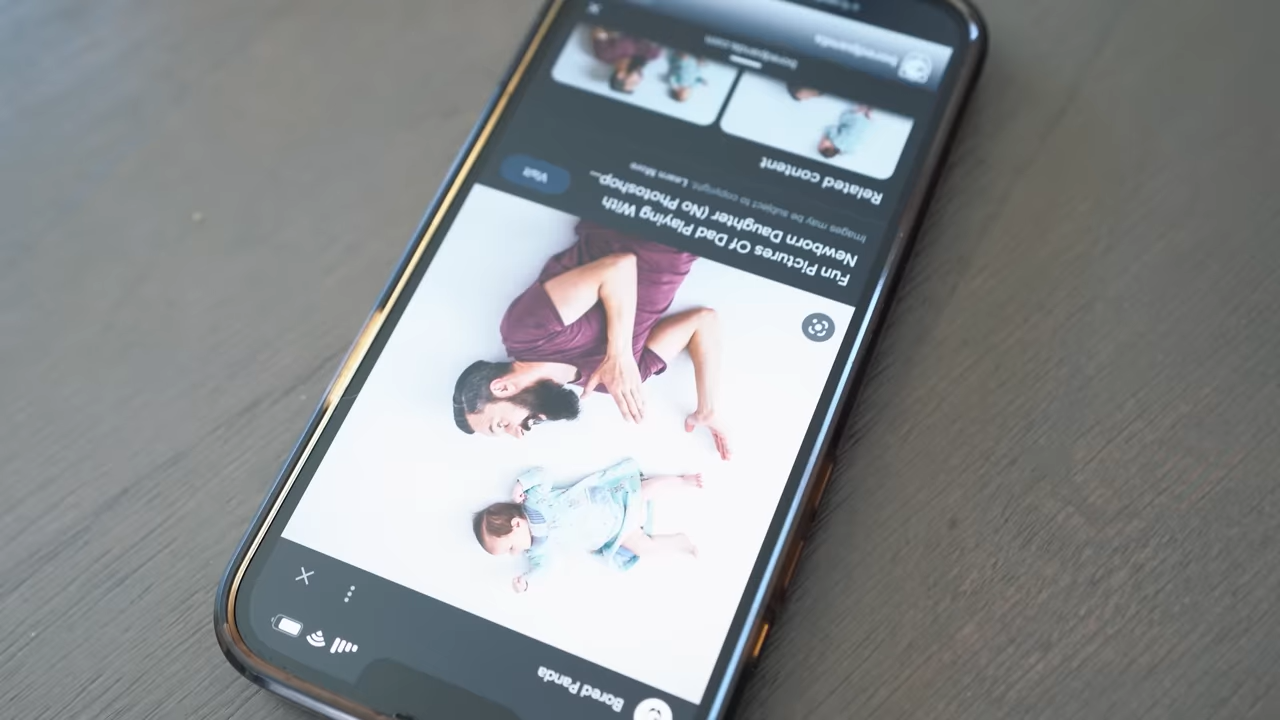 Bored Panda
Fun Pictures Of Dad Playing With
Newborn Daughter (No Photoshop...
Images may be subject to copyright. Learn More
Visit
Related content
boredpanda.com
boredpanda